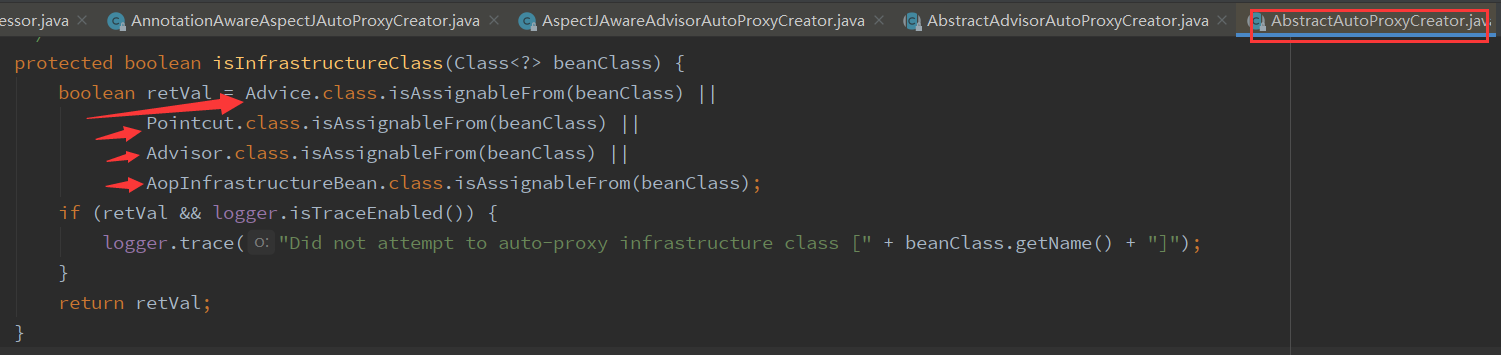 essor.java × AnnotationAwareAspectJAutoProxyCreator.java × AspectJAwareAdvisorAutoProxyCreator.java × AbstractAdvisorAutoProxyCreator.java × AbstractAutoProxyCreator.java
protected boolean isInfrastructureClass(Class<?> beanClass) {
boolean retVal = Advice.class.isAssignableFrom(beanClass) ||
Pointcut.class.isAssignableFrom(beanClass) ||
Advisor.class.isAssignableFrom(beanClass) ||
AopInfrastructureBean.class.isAssignableFrom(beanClass);
if (retVal && logger.isTraceEnabled()) {
logger.trace( o: "Did not attempt to auto-proxy infrastructure class [" + beanClass.getName() + "]");
}
return retVal;
}